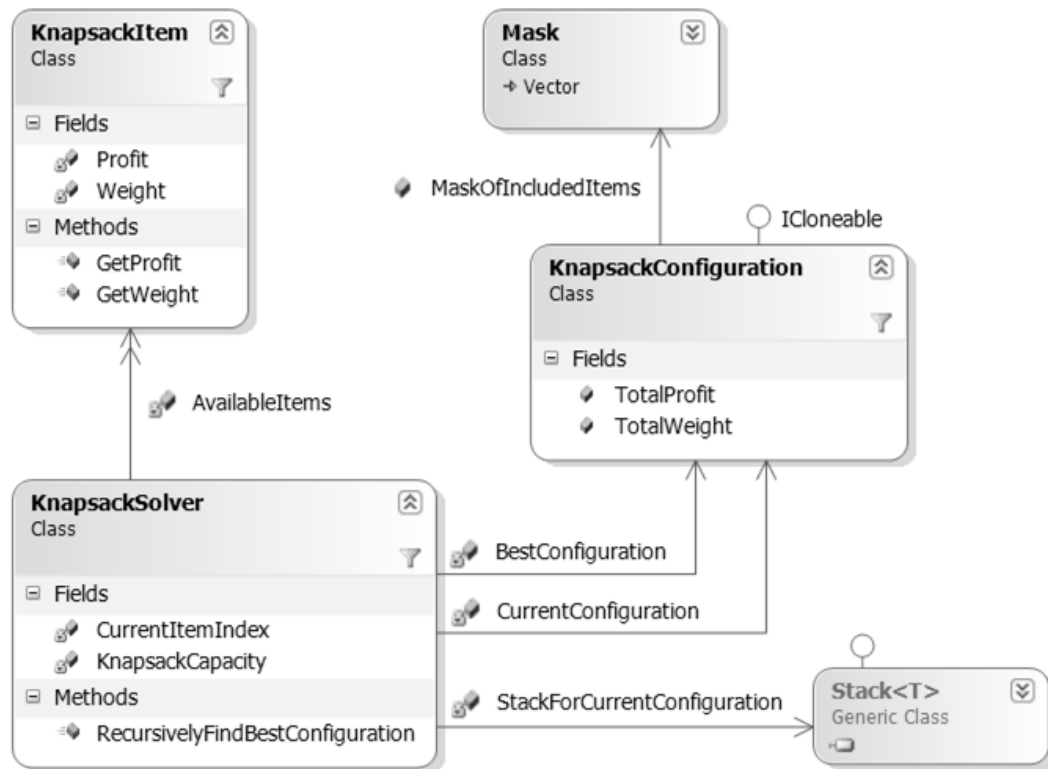 KnapsackItem
Class
Fields
Profit
Weight
Methods
GetProfit
GetWeight
Mask
Class
Vector
MaskOfIncludedItems
ICloneable
KnapsackConfiguration
Class
Fields
TotalProfit
TotalWeight
AvailableItems
KnapsackSolver
Class
Fields
CurrentItemIndex
KnapsackCapacity
Methods
RecursivelyFindBestConfiguration
BestConfiguration
CurrentConfiguration
StackForCurrentConfiguration
Stack<T>
Generic Class